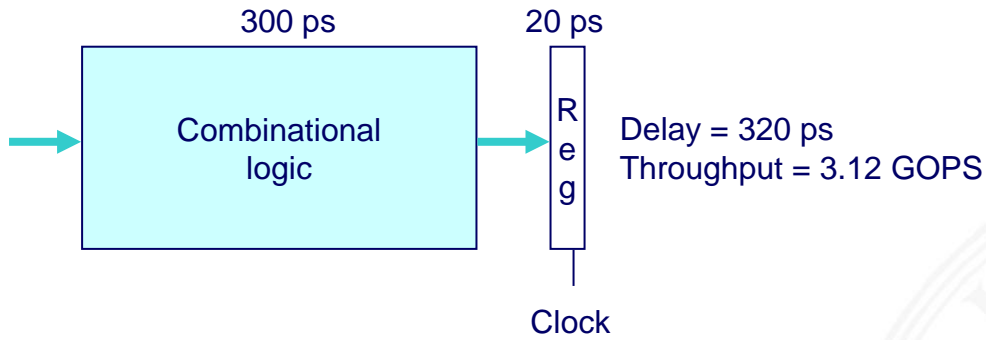 300 ps
20 ps
Combinational
logic
R
e
g
Delay = 320 ps
Throughput = 3.12 GOPS
Clock